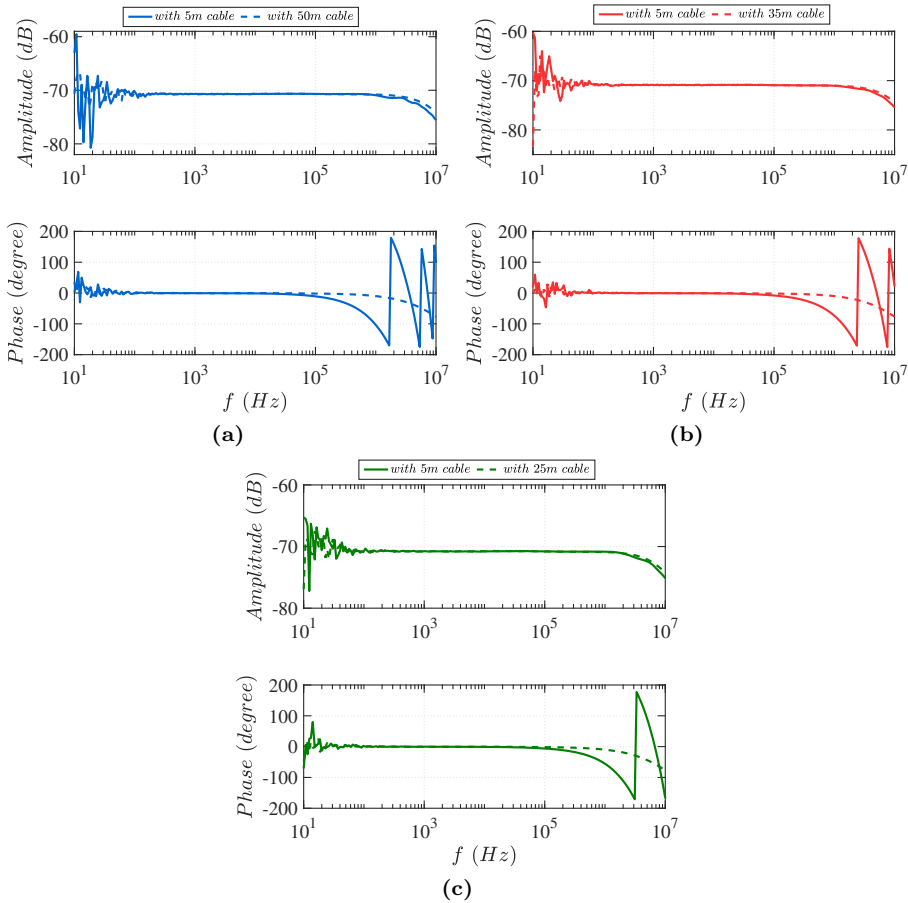 with 5m cable with 50m cable
-60
-70
-80
Amplitude (dB)
10^1 10^3 10^5 10^7
200
100
0
-100
-200
Phase (degree)
10^1 10^3 10^5 10^7
f (Hz)
(a)
with 5m cable with 35m cable
-60
-70
-80
Amplitude (dB)
10^1 10^3 10^5 10^7
200
100
0
-100
-200
Phase (degree)
10^1 10^3 10^5 10^7
f (Hz)
(b)
with 5m cable with 25m cable
-60
-70
-80
Amplitude (dB)
10^1 10^3 10^5 10^7
200
100
0
-100
-200
Phase (degree)
10^1 10^3 10^5 10^7
f (Hz)
(c)